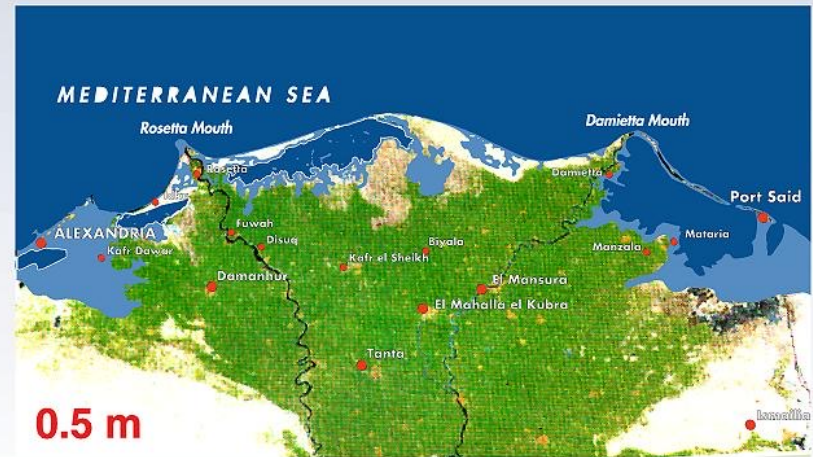 MEDITERRANEAN SEA
Rosetta Mouth
Damietta Mouth
Rosetta
Damietta
Port Said
Fuwah
ALEXANDRIA
Disuq
Biyala
Mataria
Kafr Dawar
Manzala
Kafr el Sheikh
Damanhur
El Mansura
El Mahalla el Kubra
Tanta
0.5 m
Ismailia